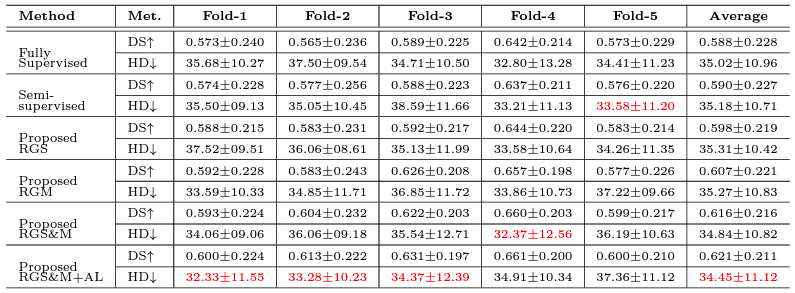 Method Met. Fold-1 Fold-2 Fold-3 Fold-4 Fold-5 Average
Fully Supervised DS↑ 0.573±0.240 0.565±0.236 0.589±0.225 0.642±0.214 0.573±0.229 0.588±0.228
HD↓ 35.68±10.27 37.50±09.54 34.71±10.50 32.80±13.28 34.41±11.23 35.02±10.96
Semi-supervised DS↑ 0.574±0.228 0.577±0.256 0.588±0.223 0.637±0.211 0.576±0.220 0.590±0.227
HD↓ 35.50±09.13 35.05±10.45 38.59±11.66 33.21±11.13 33.58±11.20 35.18±10.71
Proposed RGS DS↑ 0.588±0.215 0.583±0.231 0.592±0.217 0.644±0.220 0.583±0.214 0.598±0.219
HD↓ 37.52±09.51 36.06±08.61 35.13±11.99 33.58±10.64 34.26±11.35 35.31±10.42
Proposed RGM DS↑ 0.592±0.228 0.583±0.243 0.626±0.208 0.657±0.198 0.577±0.226 0.607±0.221
HD↓ 33.59±10.33 34.85±11.71 36.85±11.72 33.86±10.73 37.22±09.66 35.27±10.83
Proposed RGS&M DS↑ 0.593±0.224 0.604±0.232 0.622±0.203 0.660±0.203 0.599±0.217 0.616±0.216
HD↓ 34.06±09.06 36.06±09.18 35.54±12.71 32.37±12.56 36.19±10.63 34.84±10.82
Proposed RGS&M+AL DS↑ 0.600±0.224 0.613±0.222 0.631±0.197 0.661±0.200 0.600±0.210 0.621±0.211
HD↓ 32.33±11.55 33.28±10.23 34.37±12.39 34.91±10.34 37.36±11.12 34.45±11.12